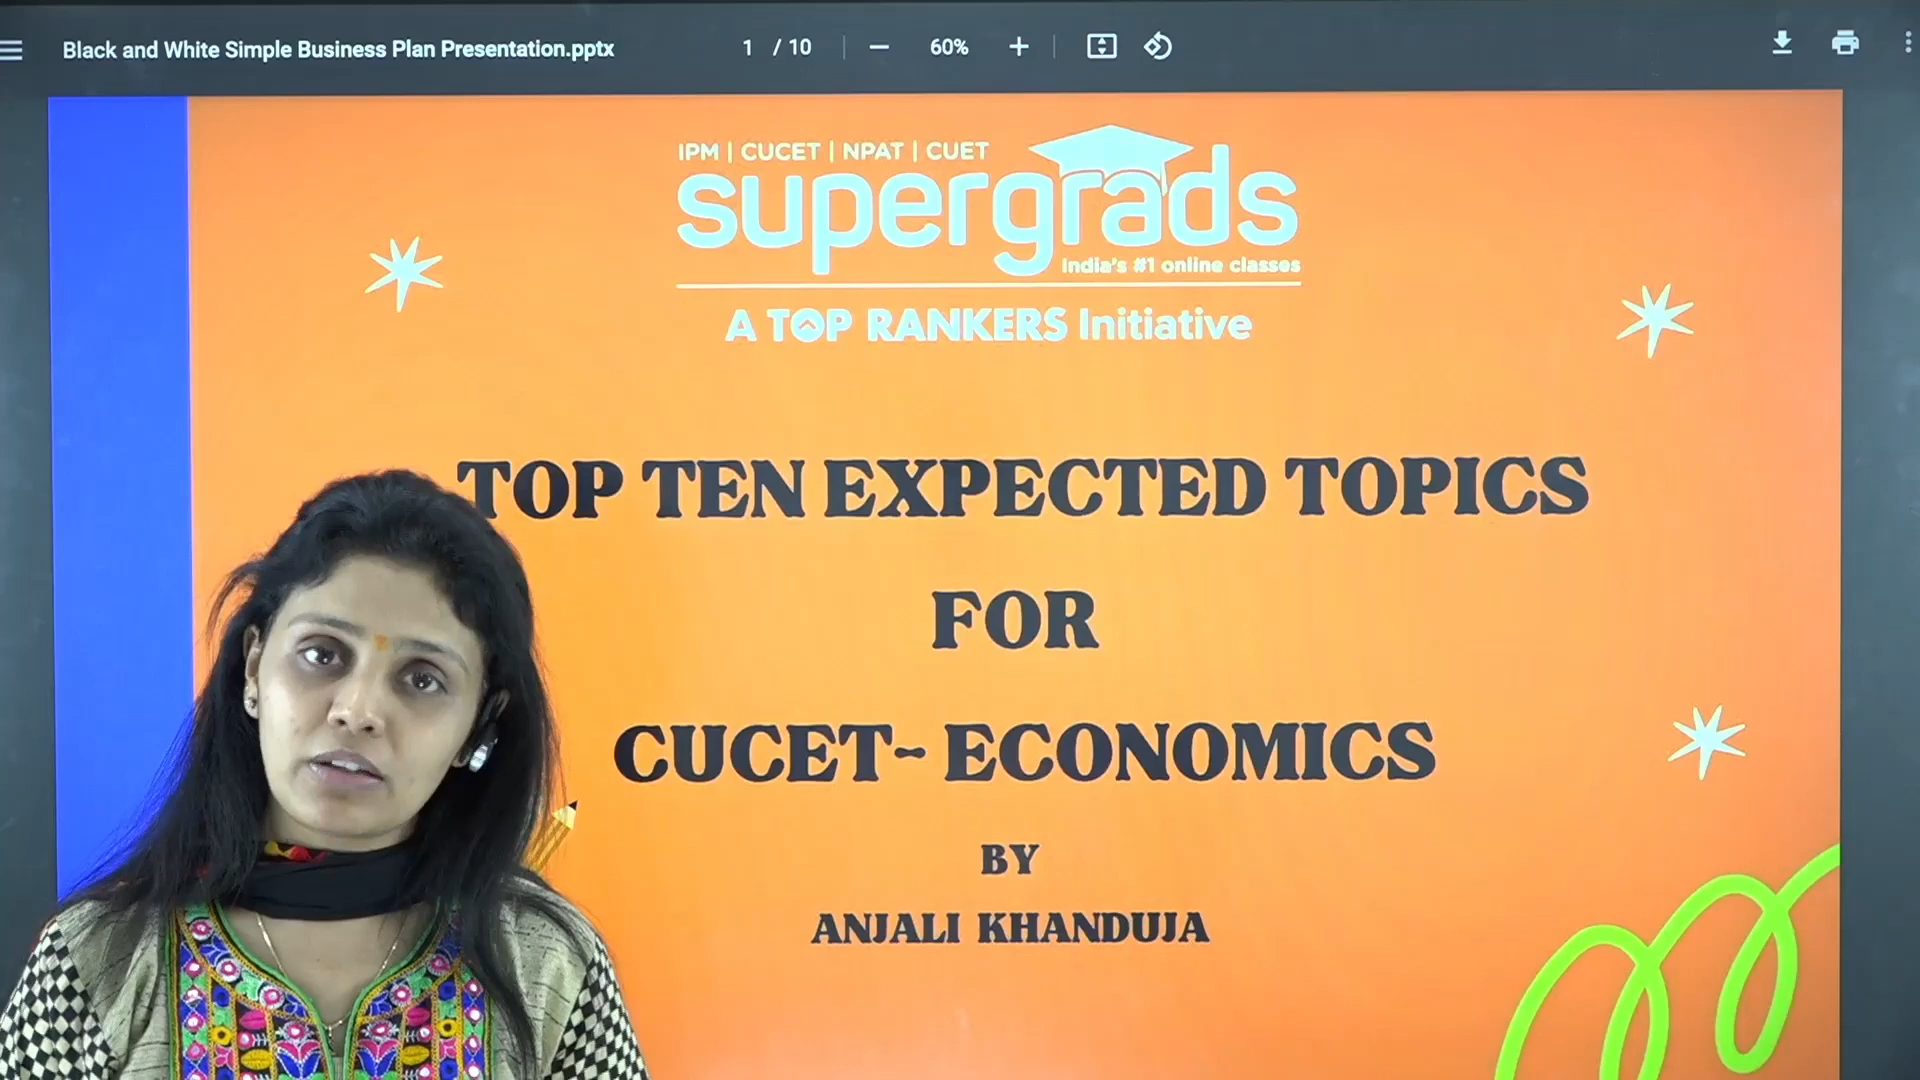 Black and White Simple Business Plan Presentation.pptx
1 / 10
60%
IPM | CUCET | NPAT | CUET
supergrads
India's #1 online classes
A TOP RANKERS Initiative
TOP TEN EXPECTED TOPICS
FOR
CUCET~ ECONOMICS
BY
ANJALI KHANDUJA